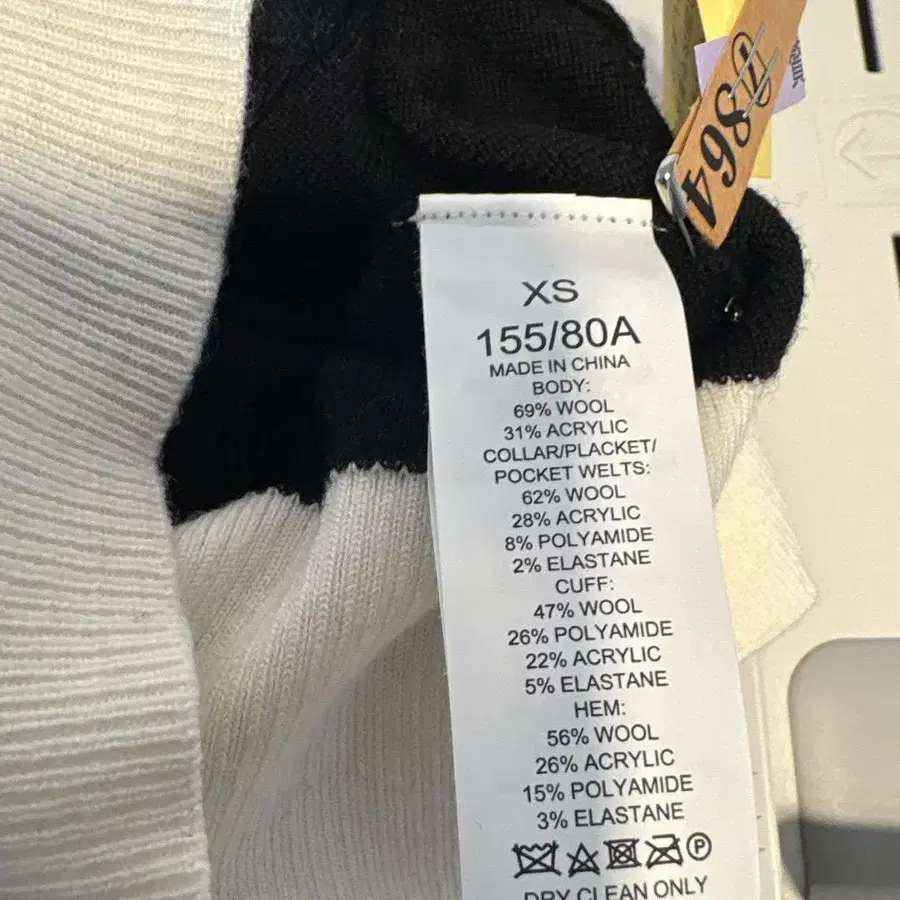 864
XS
155/80A
MADE IN CHINA
BODY:
69% WOOL
31% ACRYLIC
COLLAR/PLACKET/
POCKET WELTS:
62% WOOL
28% ACRYLIC
8% POLYAMIDE
2% ELASTANE
CUFF:
47% WOOL
26% POLYAMIDE
22% ACRYLIC
5% ELASTANE
HEM:
56% WOOL
26% ACRYLIC
15% POLYAMIDE
3% ELASTANE
P
DRY CLEAN ONLY